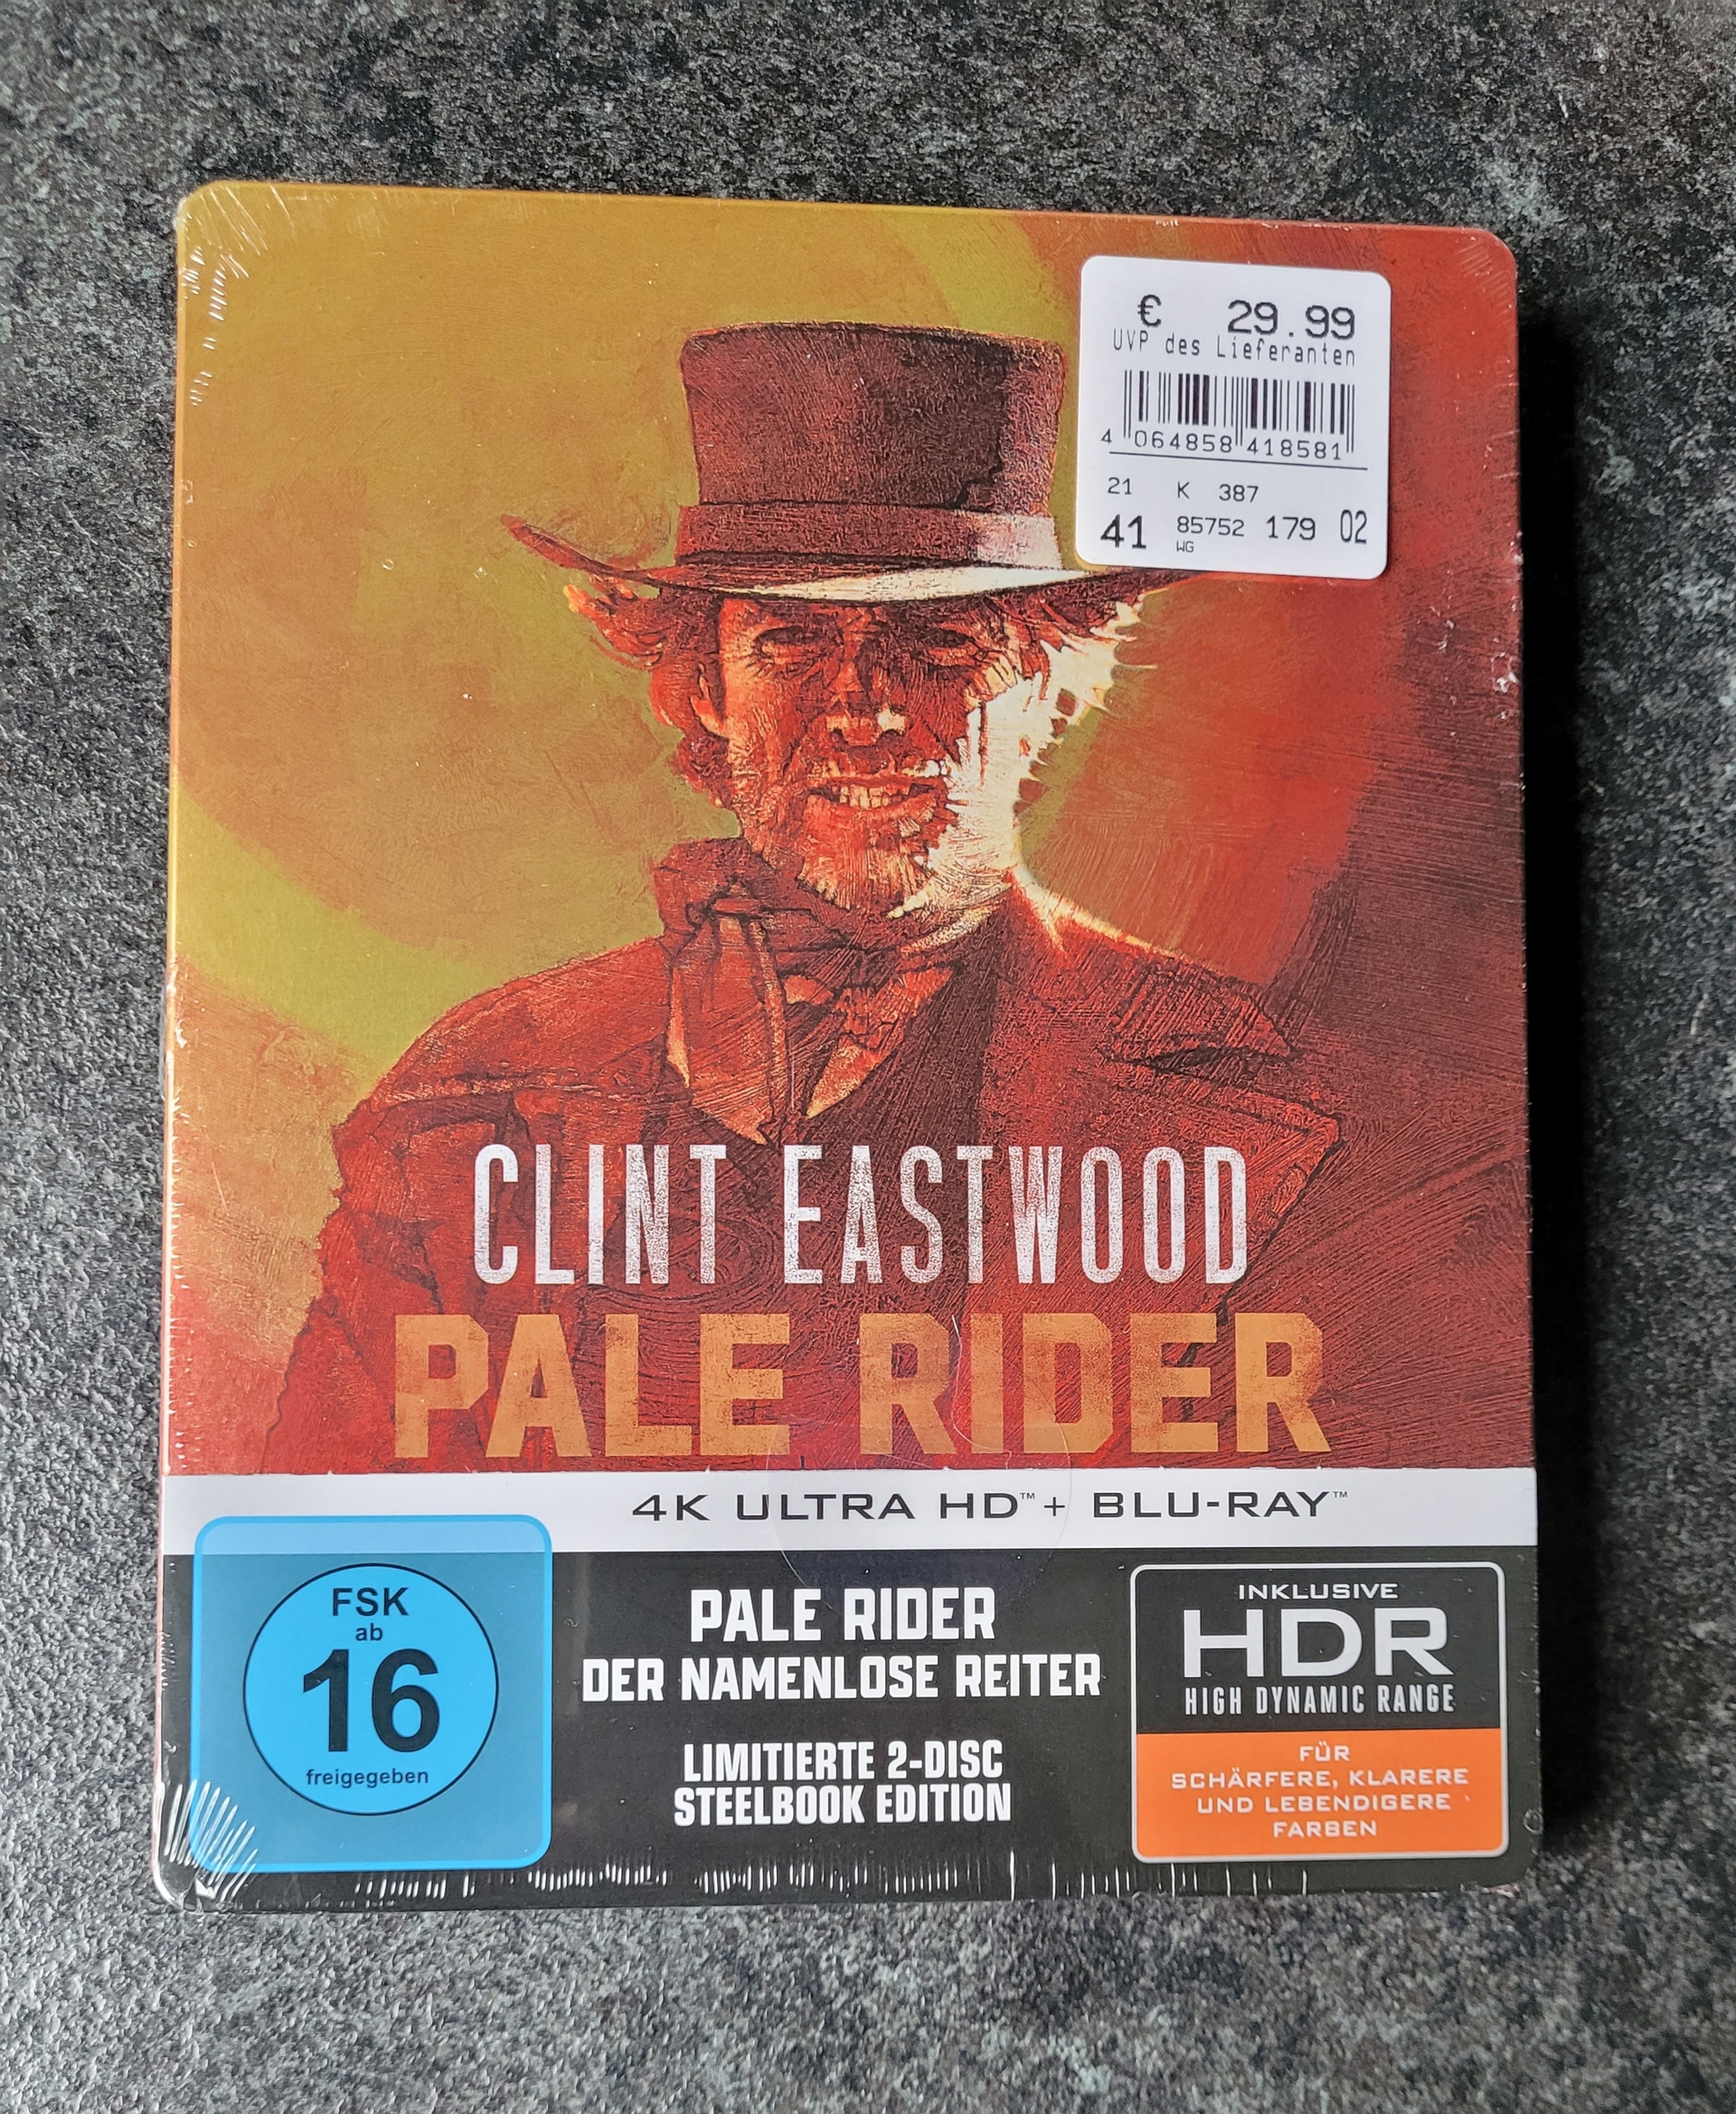 € 29.99
UVP des Lieferanten
4 064858 418581
21 K 387
41 85752 179 02
WG
CLINT EASTWOOD
PALE RIDER
4K ULTRA HD™ + BLU-RAY™
FSK
ab
16
freigegeben
PALE RIDER
DER NAMENLOSE REITER
LIMITIERTE 2-DISC
STEELBOOK EDITION
INKLUSIVE
HDR
HIGH DYNAMIC RANGE
FÜR
SCHÄRFERE, KLARERE
UND LEBENDIGERE
FARBEN